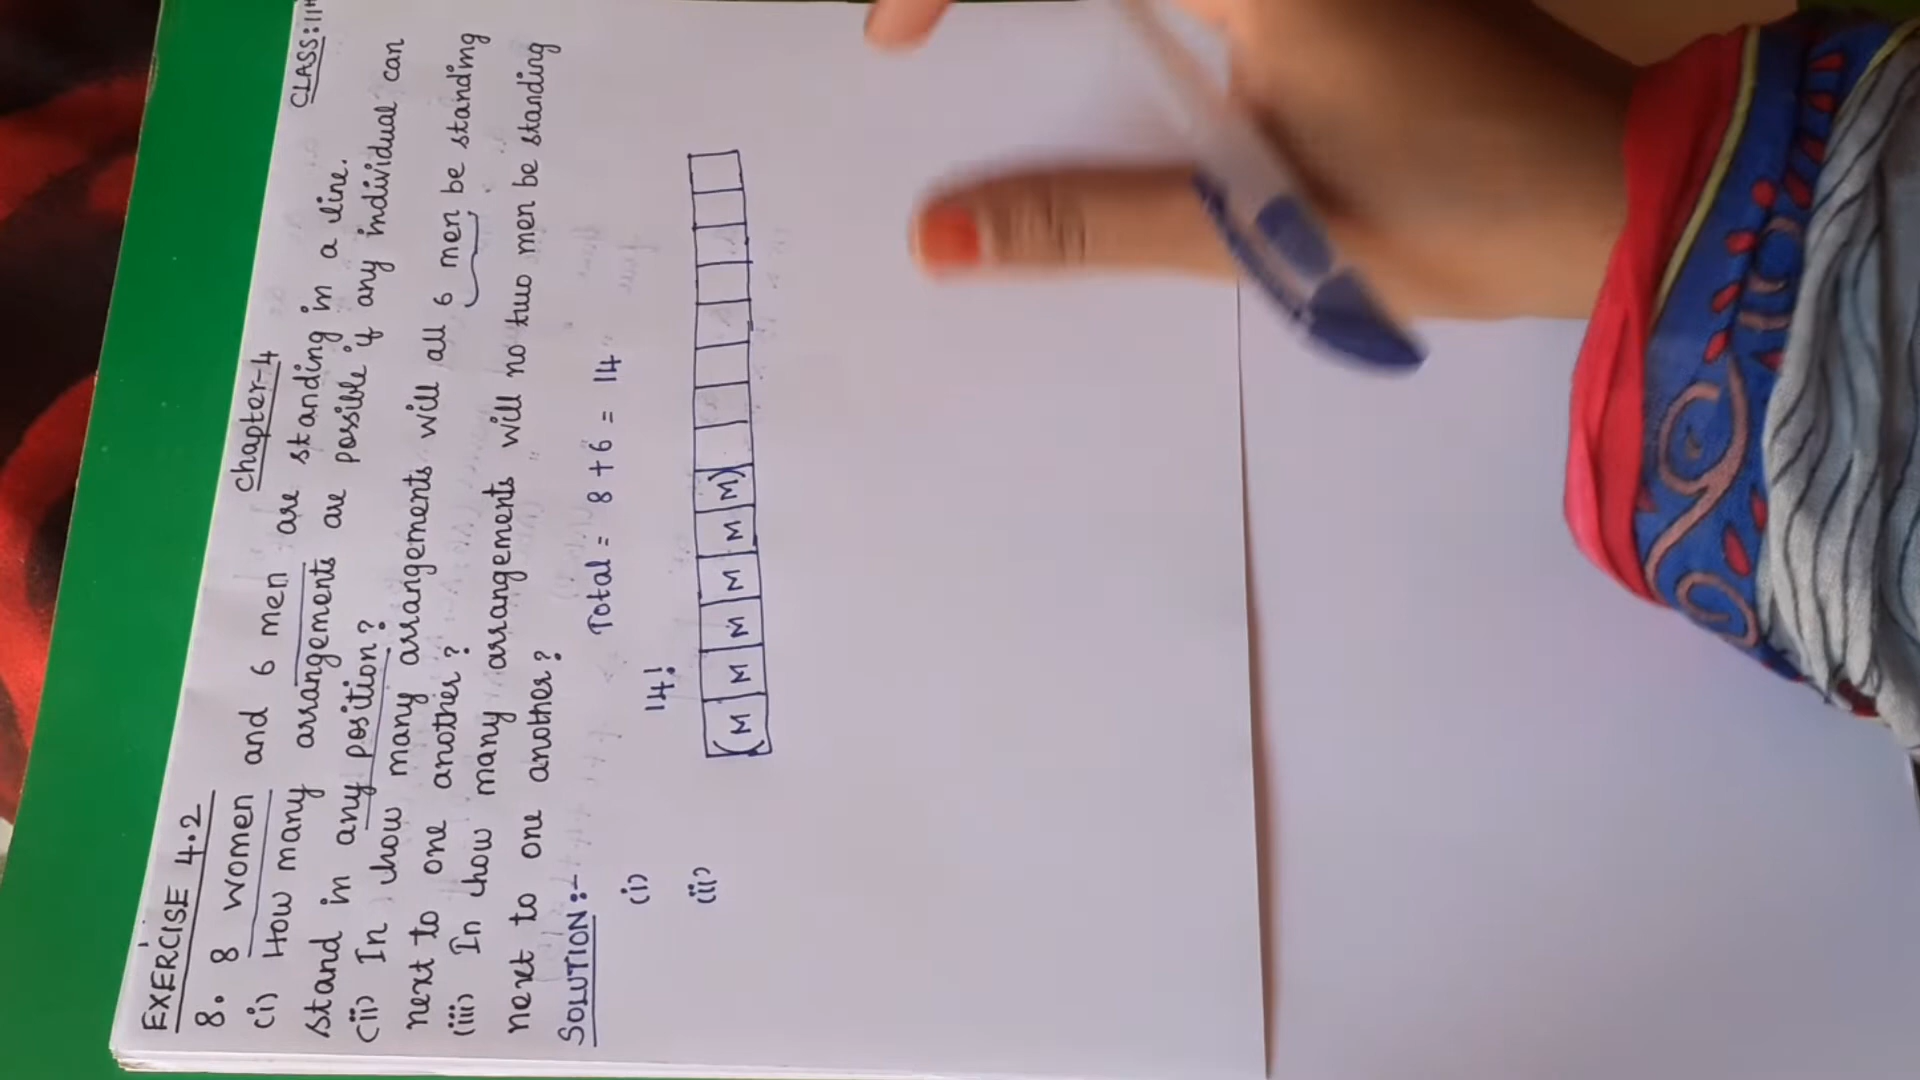 EXERCISE 4.2
Chapter-4
CLASS:11
8. 8 women and 6 men are standing in a line.
(i) How many arrangements are possible if any individual can
stand in any position?
(ii) In how many arrangements will all 6 men be standing
next to one another?
(iii) In how many arrangements will no two men be standing
next to one another?
SOLUTION:-
Total = 8 + 6 = 14
(i) 14!
(ii) (M M M M M M)